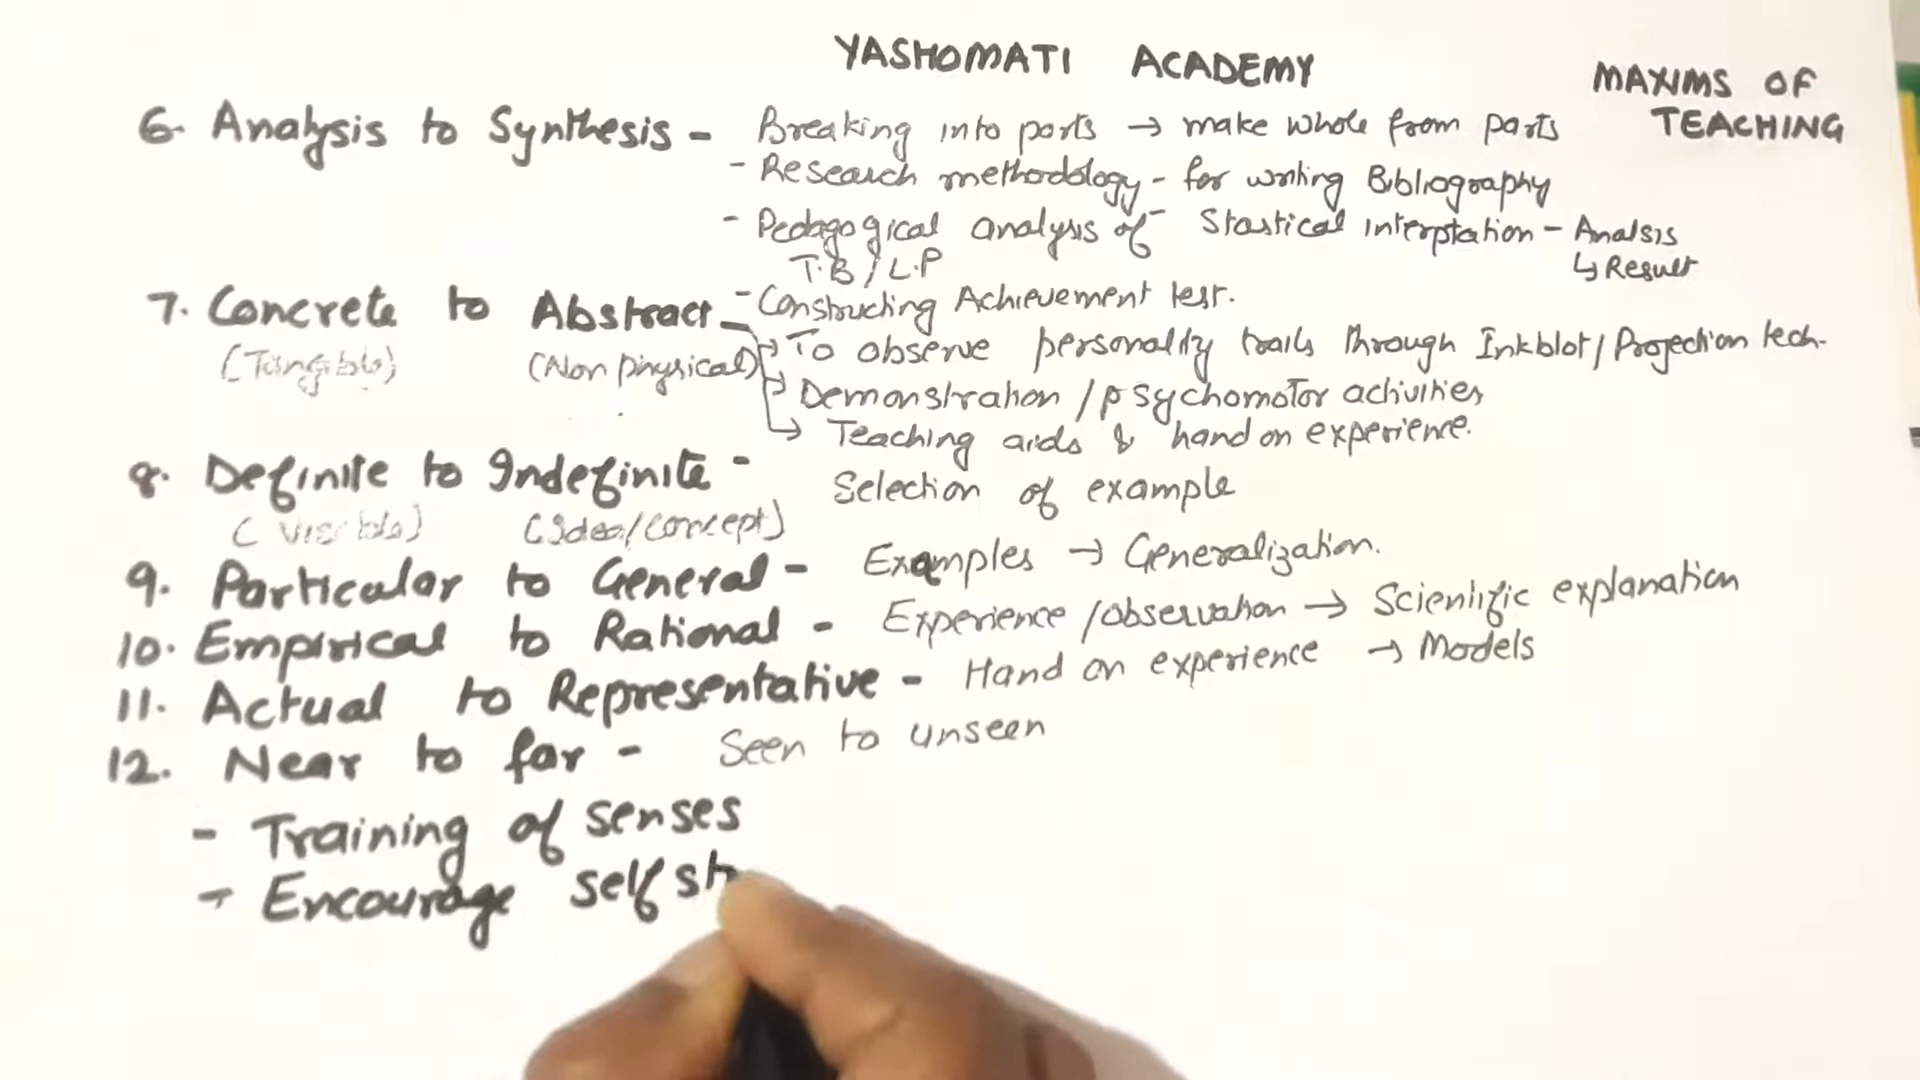 YASHOMATI ACADEMY
MAXIMS OF
TEACHING
6. Analysis to Synthesis - Breaking into parts → make whole from parts
- Research methodology - for writing Bibliography
- Pedagogical analysis of - Stastical interptation - Analsis
T.B / L.P ↳ Result
7. Concrete to Abstract - Constructing Achievement test.
(Tangible) (Non physical) → To observe personality traits through Inkblot / Projection tech.
→ Demonstration / psychomotor activities
→ Teaching aids & hand on experience.
8. Definite to Indefinite - Selection of example
(Visible) (Idea/concept)
9. Particular to General - Examples → Generalization.
10. Empirical to Rational - Experience / observation → Scientific explanation
11. Actual to Representative - Hand on experience → Models
12. Near to far - Seen to unseen
- Training of senses
- Encourage self st